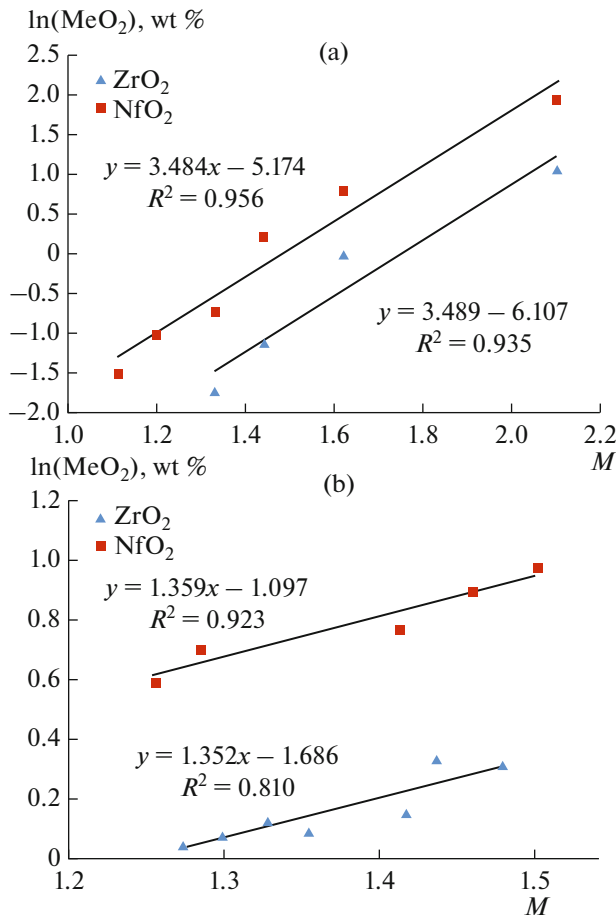 ln(MeO₂), wt %
(a)
ZrO₂
NfO₂
y = 3.484x − 5.174
R² = 0.956
y = 3.489 − 6.107
R² = 0.935
2.0
1.5
1.0
0.5
0
−0.5
−1.0
−1.5
−2.0
1.0 1.2 1.4 1.6 1.8 2.0 2.2
M
ln(MeO₂), wt %
(b)
ZrO₂
NfO₂
y = 1.359x − 1.097
R² = 0.923
y = 1.352x − 1.686
R² = 0.810
1.2
1.0
0.8
0.6
0.4
0.2
0
1.2 1.3 1.4 1.5
M